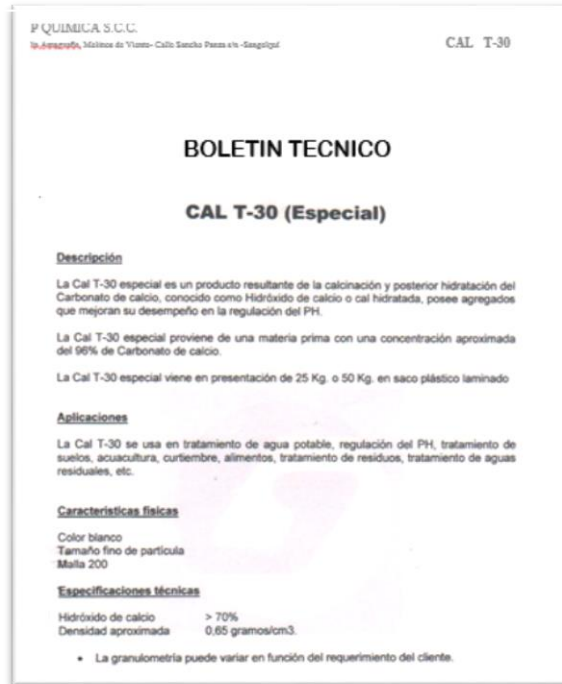 P QUIMICA S.C.C.
Molinos de Viento- Calle Sancho Panza s/n -Sangolquí
CAL T-30
BOLETIN TECNICO
CAL T-30 (Especial)
Descripción
La Cal T-30 especial es un producto resultante de la calcinación y posterior hidratación del
Carbonato de calcio, conocido como Hidróxido de calcio o cal hidratada, posee agregados
que mejoran su desempeño en la regulación del PH.
La Cal T-30 especial proviene de una materia prima con una concentración aproximada
del 96% de Carbonato de calcio.
La Cal T-30 especial viene en presentación de 25 Kg. o 50 Kg. en saco plástico laminado
Aplicaciones
La Cal T-30 se usa en tratamiento de agua potable, regulación del PH, tratamiento de
suelos, acuacultura, curtiembre, alimentos, tratamiento de residuos, tratamiento de aguas
residuales, etc.
Características físicas
Color blanco
Tamaño fino de partícula
Malla 200
Especificaciones técnicas
Hidróxido de calcio > 70%
Densidad aproximada 0,65 gramos/cm3.
• La granulometría puede variar en función del requerimiento del cliente.